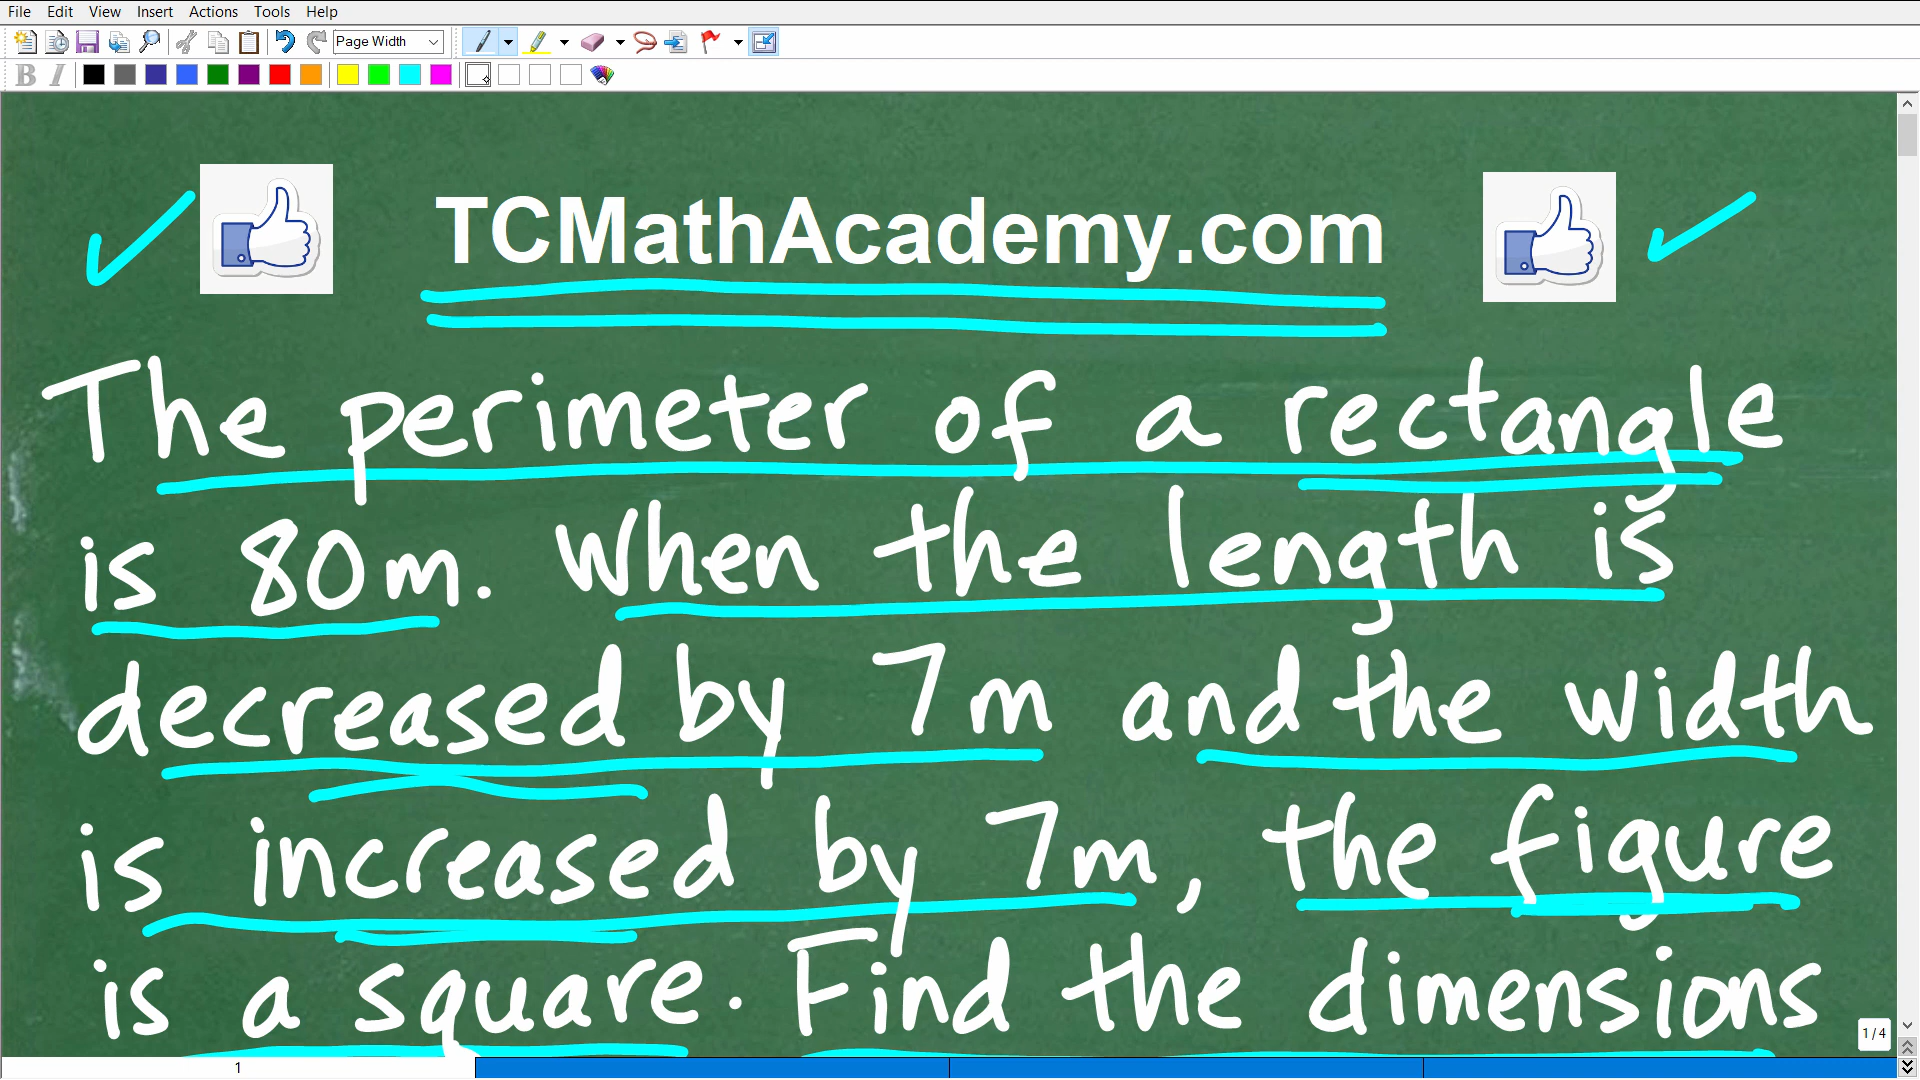 File Edit View Insert Actions Tools Help
Page Width
B I
TCMathAcademy.com
The perimeter of a rectangle
is 80m. When the length is
decreased by 7m and the width
is increased by 7m, the figure
is a square. Find the dimensions
1 / 4
1